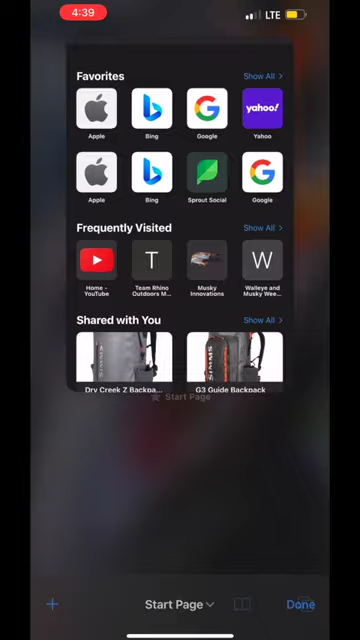 4:39
LTE
Favorites
Show All >
yahoo!
Apple
Bing
Google
Yahoo
Apple
Bing
Sprout Social
Google
Frequently Visited
Show All >
T
W
Home -
YouTube
Team Rhino
Outdoors M...
Musky
Innovations
Walleye and
Musky Wee...
Shared with You
Show All >
SIMMS
Dry Creek Z Backpa...
G3 Guide Backpack
Start Page
Start Page
Done